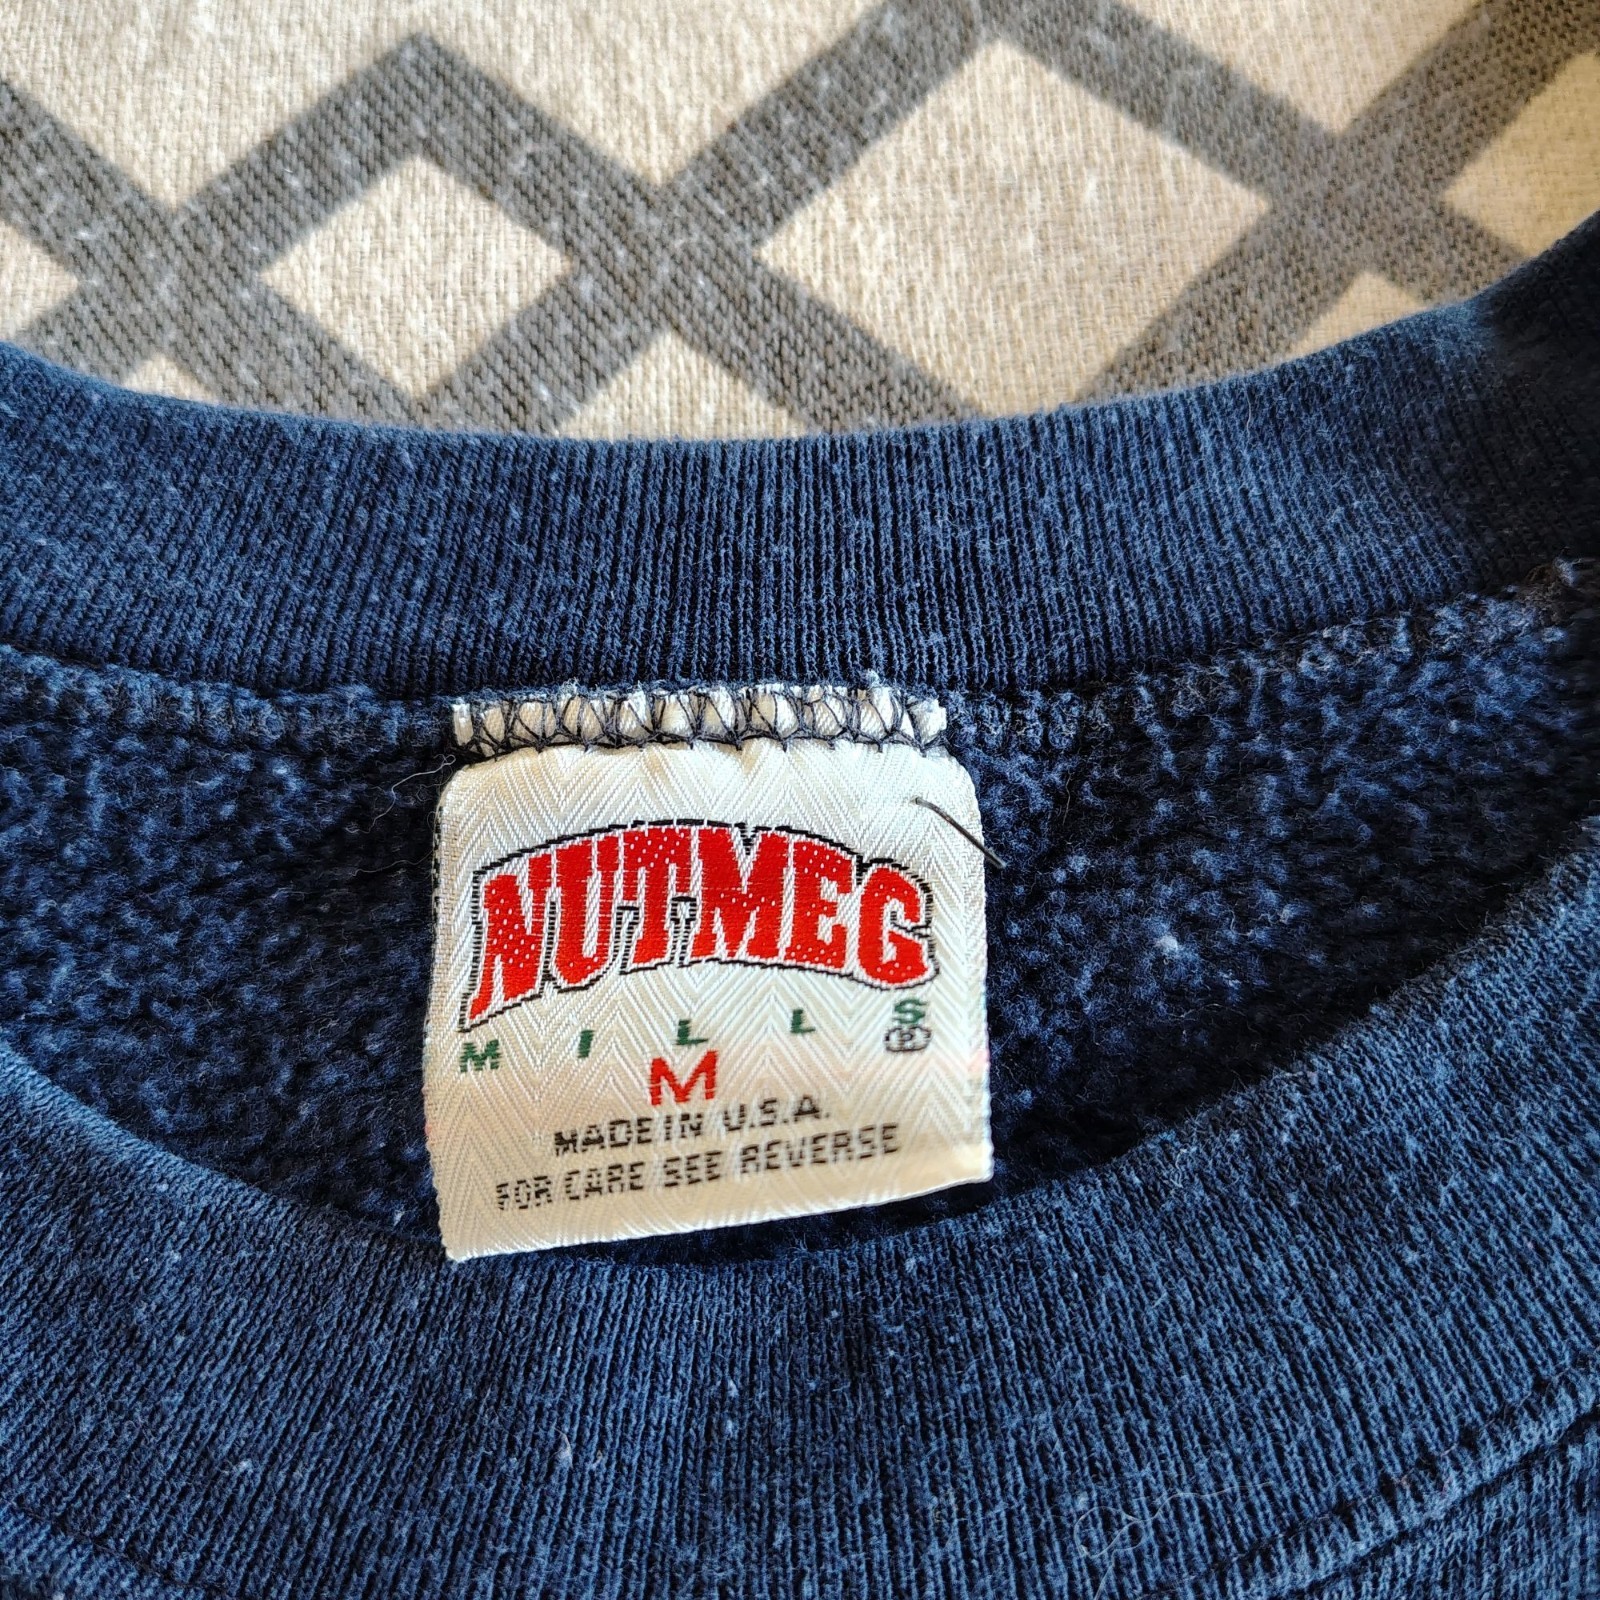 NUTMEG
MILLS
®
M
MADE IN U.S.A.
FOR CARE SEE REVERSE